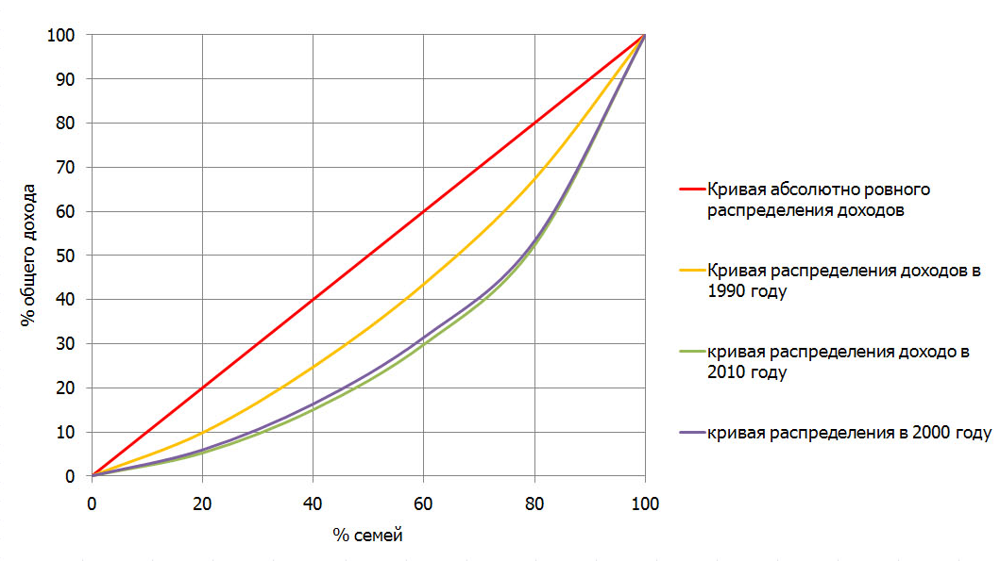 100
90
80
70
60
50
40
30
20
10
0
% общего дохода
0 20 40 60 80 100
% семей
Кривая абсолютно ровного
распределения доходов
Кривая распределения доходов в
1990 году
кривая распределения доходо в
2010 году
кривая распределения в 2000 году